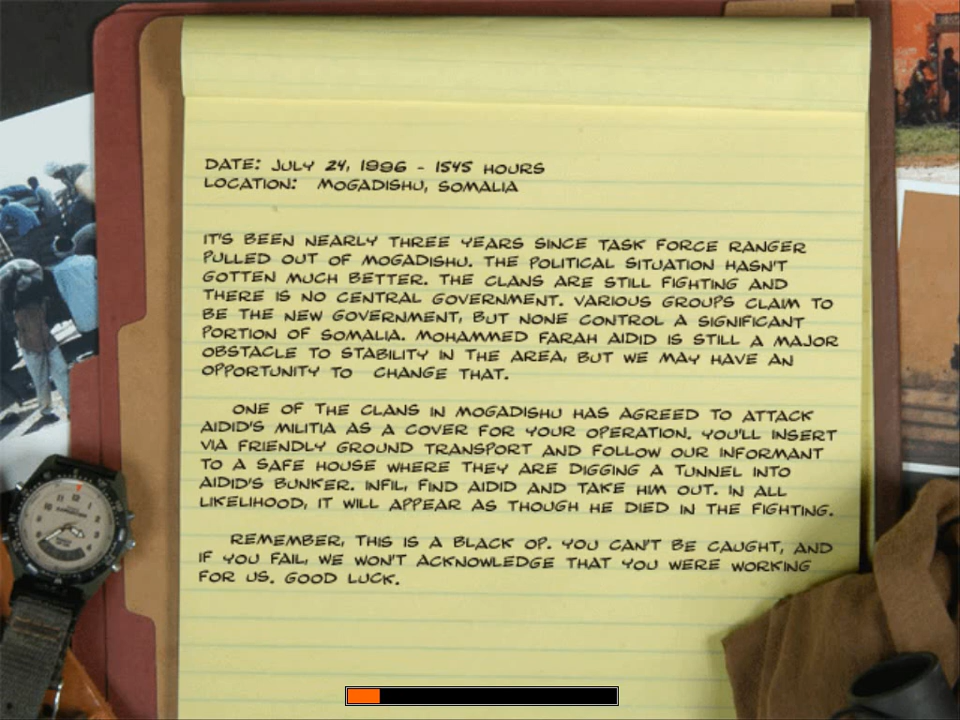 DATE: JULY 24, 1996 - 1545 HOURS
LOCATION: MOGADISHU, SOMALIA
IT'S BEEN NEARLY THREE YEARS SINCE TASK FORCE RANGER
PULLED OUT OF MOGADISHU. THE POLITICAL SITUATION HASN'T
GOTTEN MUCH BETTER. THE CLANS ARE STILL FIGHTING AND
THERE IS NO CENTRAL GOVERNMENT. VARIOUS GROUPS CLAIM TO
BE THE NEW GOVERNMENT, BUT NONE CONTROL A SIGNIFICANT
PORTION OF SOMALIA. MOHAMMED FARAH AIDID IS STILL A MAJOR
OBSTACLE TO STABILITY IN THE AREA, BUT WE MAY HAVE AN
OPPORTUNITY TO CHANGE THAT.
ONE OF THE CLANS IN MOGADISHU HAS AGREED TO ATTACK
AIDID'S MILITIA AS A COVER FOR YOUR OPERATION. YOU'LL INSERT
VIA FRIENDLY GROUND TRANSPORT AND FOLLOW OUR INFORMANT
TO A SAFE HOUSE WHERE THEY ARE DIGGING A TUNNEL INTO
AIDID'S BUNKER. INFIL, FIND AIDID AND TAKE HIM OUT. IN ALL
LIKELIHOOD, IT WILL APPEAR AS THOUGH HE DIED IN THE FIGHTING.
REMEMBER, THIS IS A BLACK OP. YOU CAN'T BE CAUGHT, AND
IF YOU FAIL, WE WON'T ACKNOWLEDGE THAT YOU WERE WORKING
FOR US. GOOD LUCK.